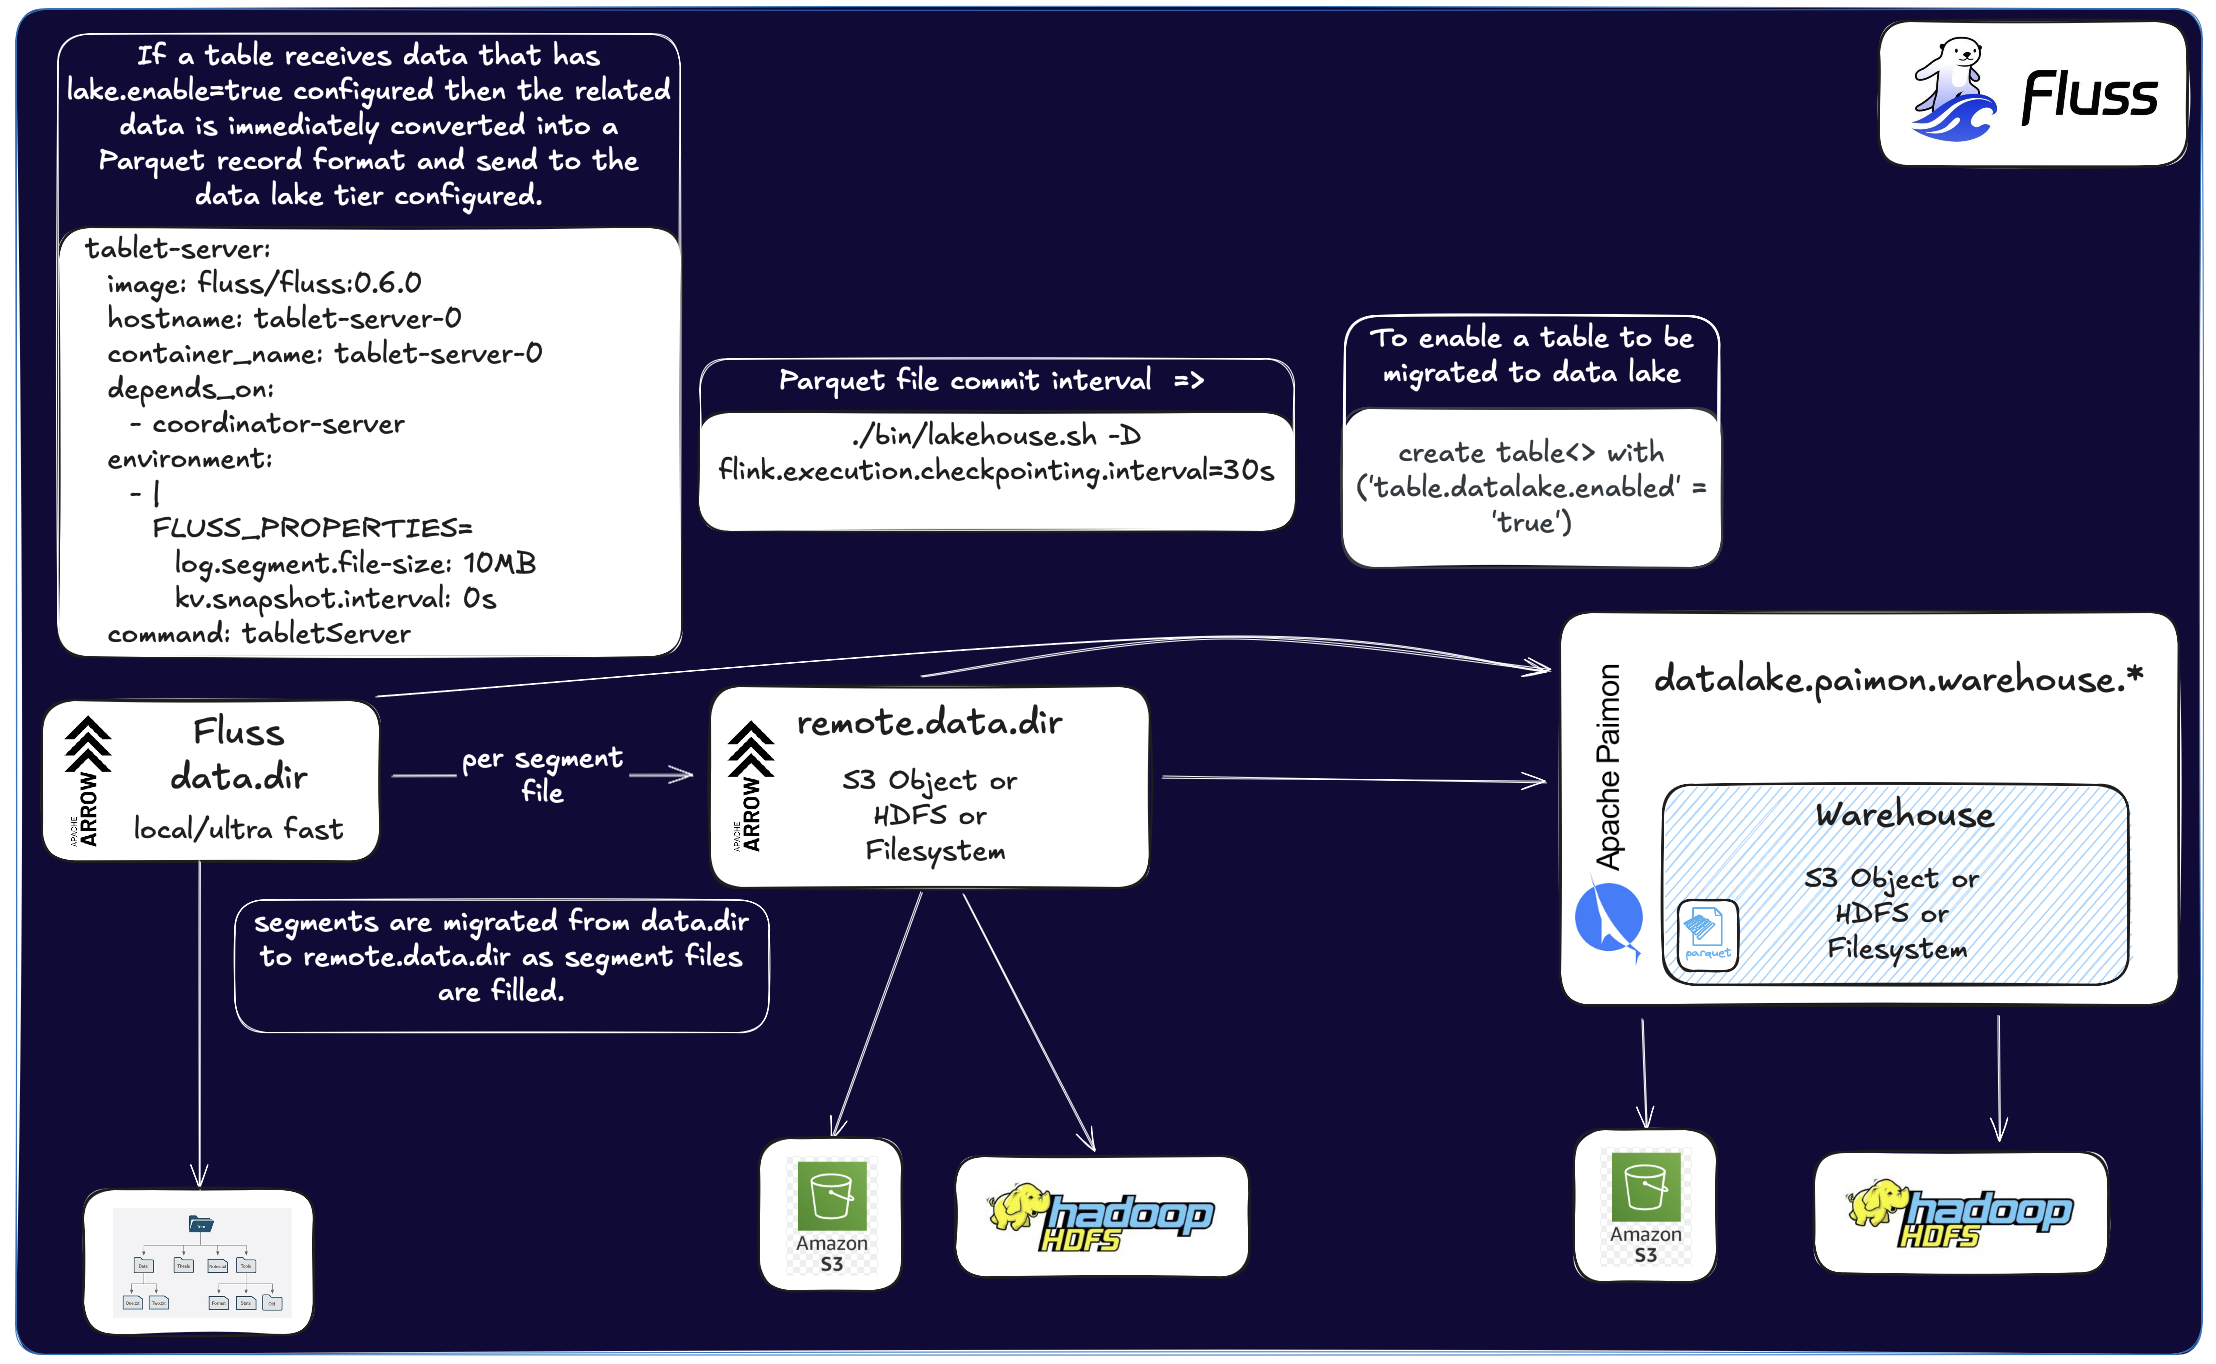 If a table receives data that has
lake.enable=true configured then the related
data is immediately converted into a
Parquet record format and send to the
data lake tier configured.
tablet-server:
image: fluss/fluss:0.6.0
hostname: tablet-server-0
container_name: tablet-server-0
depends_on:
- coordinator-server
environment:
- |
FLUSS_PROPERTIES=
log.segment.file-size: 10MB
kv.snapshot.interval: 0s
command: tabletServer
Fluss
Parquet file commit interval =>
./bin/lakehouse.sh -D
flink.execution.checkpointing.interval=30s
To enable a table to be
migrated to data lake
create table<> with
('table.datalake.enabled' =
'true')
APACHE
ARROW
Fluss
data.dir
local/ultra fast
per segment
file
APACHE
ARROW
remote.data.dir
S3 Object or
HDFS or
Filesystem
Apache Paimon
datalake.paimon.warehouse.*
Warehouse
S3 Object or
HDFS or
Filesystem
parquet
segments are migrated from data.dir
to remote.data.dir as segment files
are filled.
Data
Tools
Format
Stats
Old
Amazon
S3
hadoop
HDFS
Amazon
S3
hadoop
HDFS